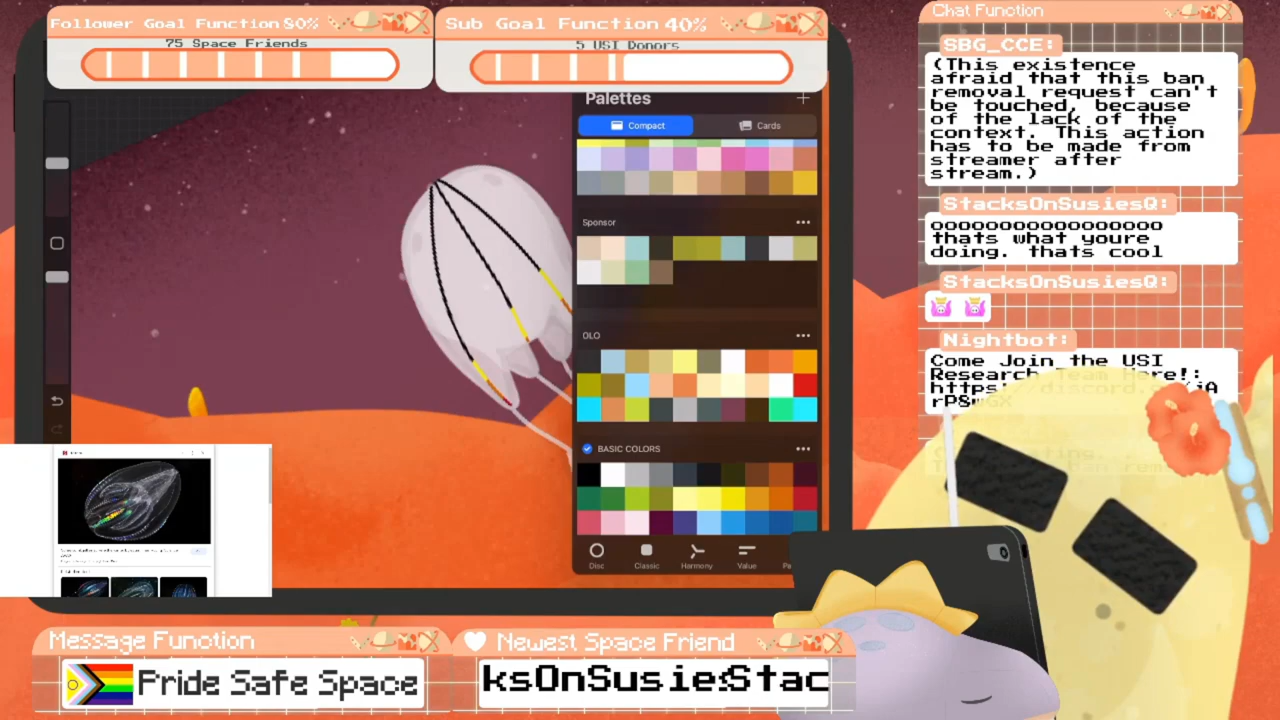 Follower Goal Function 80%
75 Space Friends
Sub Goal Function 40%
5 USI Donors
Palettes
Compact
Cards
Sponsor
OLO
BASIC COLORS
Disc
Classic
Harmony
Value
Chat Function
SBG_CCE:
(This existence
afraid that this ban
removal request can't
be touched, because
of the lack of the
context. This action
has to be made from
streamer after
stream.)
StacksOnSusiesQ:
ooooooooooooooooo
thats what youre
doing. thats cool
StacksOnSusiesQ:
Nightbot:
Come Join the USI
Research Team Here!:
Message Function
Pride Safe Space
Newest Space Friend
ksOnSusie
Stac